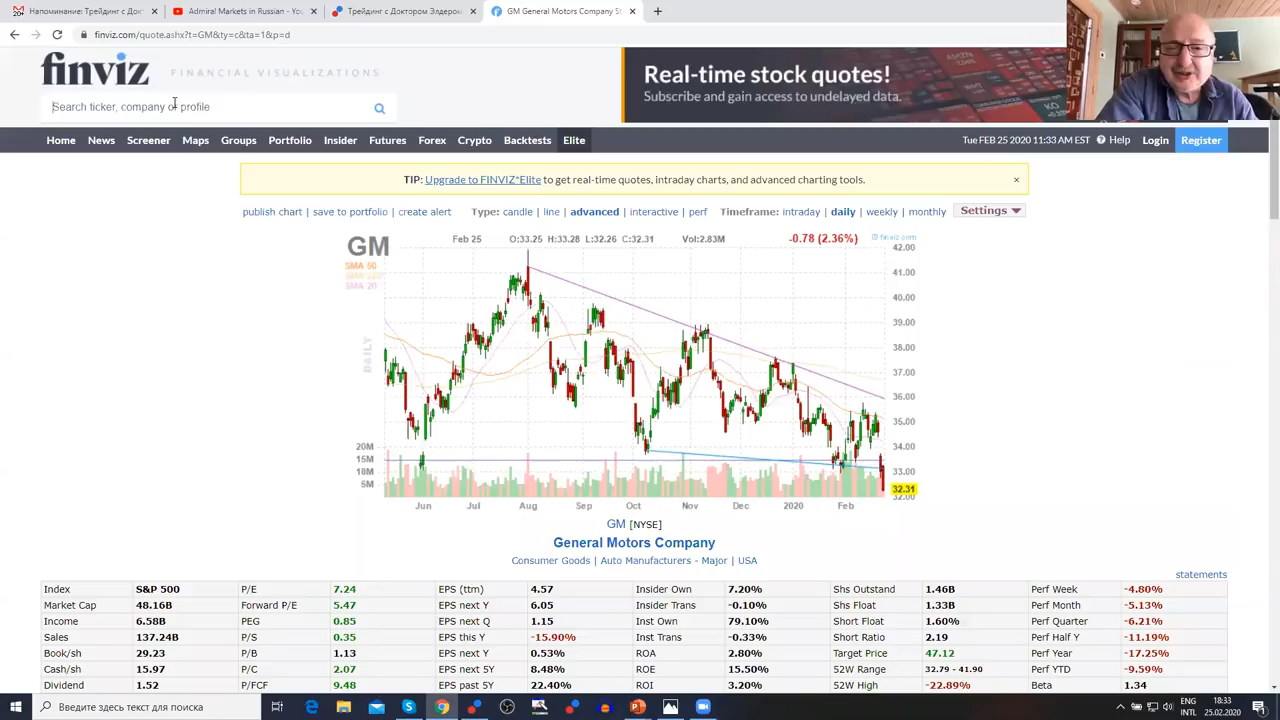 Напоминание: Трейдинг с До
Admiral Markets in Russian - You
Трейдинг с Доктором Элдером
GM General Motors Company St
finviz.com/quote.ashx?t=GM&ty=c&ta=1&p=d
finviz FINANCIAL VISUALIZATIONS
Real-time stock quotes!
Subscribe and gain access to undelayed data.
Search ticker, company or profile
Home News Screener Maps Groups Portfolio Insider Futures Forex Crypto Backtests Elite
Tue FEB 25 2020 11:33 AM EST Help Login Register
TIP: Upgrade to FINVIZ*Elite to get real-time quotes, intraday charts, and advanced charting tools. ×
publish chart | save to portfolio | create alert Type: candle | line | advanced | interactive | perf Timeframe: intraday | daily | weekly | monthly Settings
GM Feb 25 O:33.25 H:33.28 L:32.26 C:32.31 Vol:2.83M -0.78 (2.36%) © finviz.com
SMA 50
SMA 200
SMA 20
DAILY
42.00
41.00
40.00
39.00
38.00
37.00
36.00
35.00
34.00
33.00
32.31
32.00
20M
15M
10M
5M
Jun Jul Aug Sep Oct Nov Dec 2020 Feb
GM [NYSE]
General Motors Company
Consumer Goods | Auto Manufacturers - Major | USA
statements
Index S&P 500 P/E 7.24 EPS (ttm) 4.57 Insider Own 7.20% Shs Outstand 1.46B Perf Week -4.80%
Market Cap 48.16B Forward P/E 5.47 EPS next Y 6.05 Insider Trans -0.10% Shs Float 1.33B Perf Month -5.13%
Income 6.58B PEG 0.85 EPS next Q 1.15 Inst Own 79.10% Short Float 1.60% Perf Quarter -6.21%
Sales 137.24B P/S 0.35 EPS this Y -15.90% Inst Trans -0.33% Short Ratio 2.19 Perf Half Y -11.19%
Book/sh 29.23 P/B 1.13 EPS next Y 0.53% ROA 2.80% Target Price 47.12 Perf Year -17.25%
Cash/sh 15.97 P/C 2.07 EPS next 5Y 8.48% ROE 15.50% 52W Range 32.79 - 41.90 Perf YTD -9.59%
Dividend 1.52 P/FCF 9.48 EPS past 5Y 22.40% ROI 3.20% 52W High -22.89% Beta 1.34
Введите здесь текст для поиска
ENG
INTL
18:33
25.02.2020